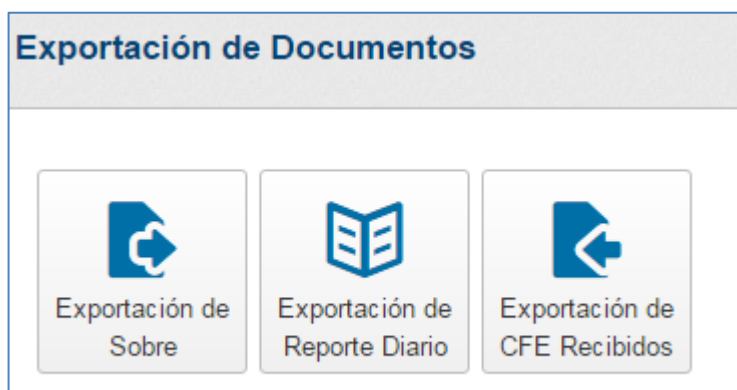 Exportación de Documentos
Exportación de
Sobre
Exportación de
Reporte Diario
Exportación de
CFE Recibidos